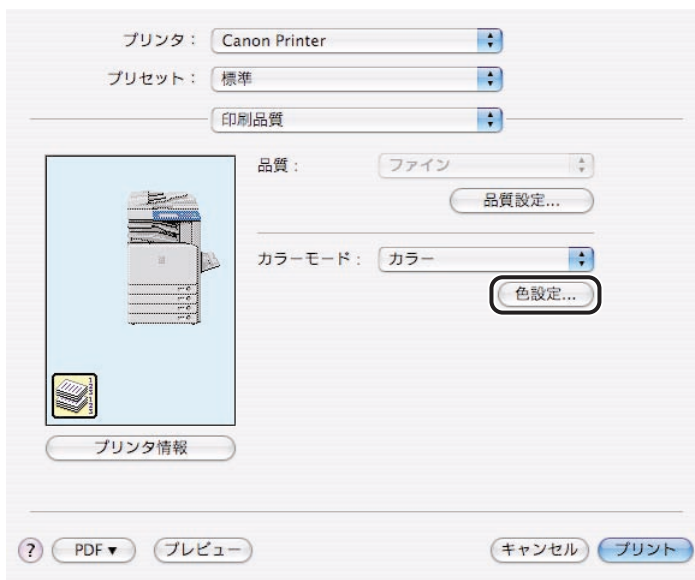 プリンタ： Canon Printer
プリセット： 標準
印刷品質
品質： ファイン
品質設定...
カラーモード： カラー
色設定...
プリンタ情報
? PDF▼ プレビュー キャンセル プリント